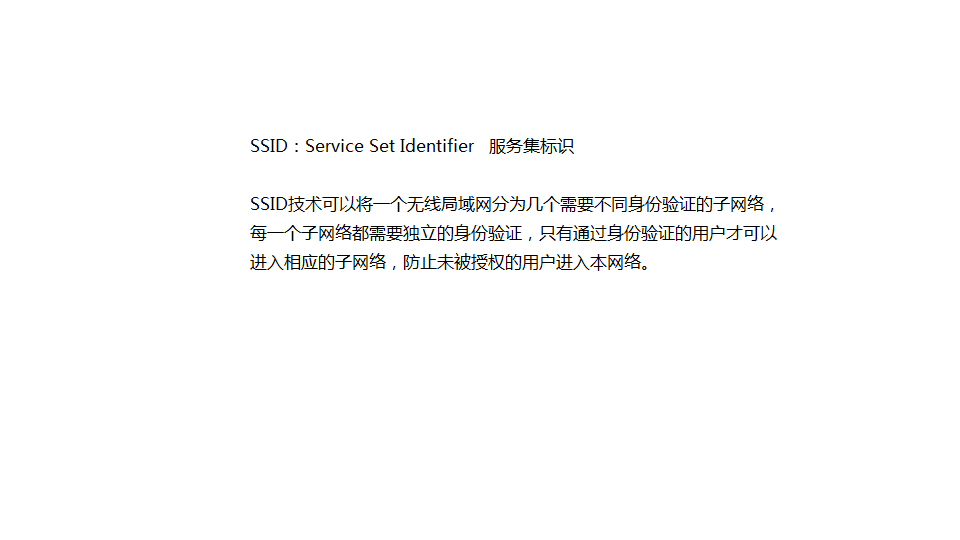 SSID：Service Set Identifier   服务集标识
SSID技术可以将一个无线局域网分为几个需要不同身份验证的子网络，
每一个子网络都需要独立的身份验证，只有通过身份验证的用户才可以
进入相应的子网络，防止未被授权的用户进入本网络。